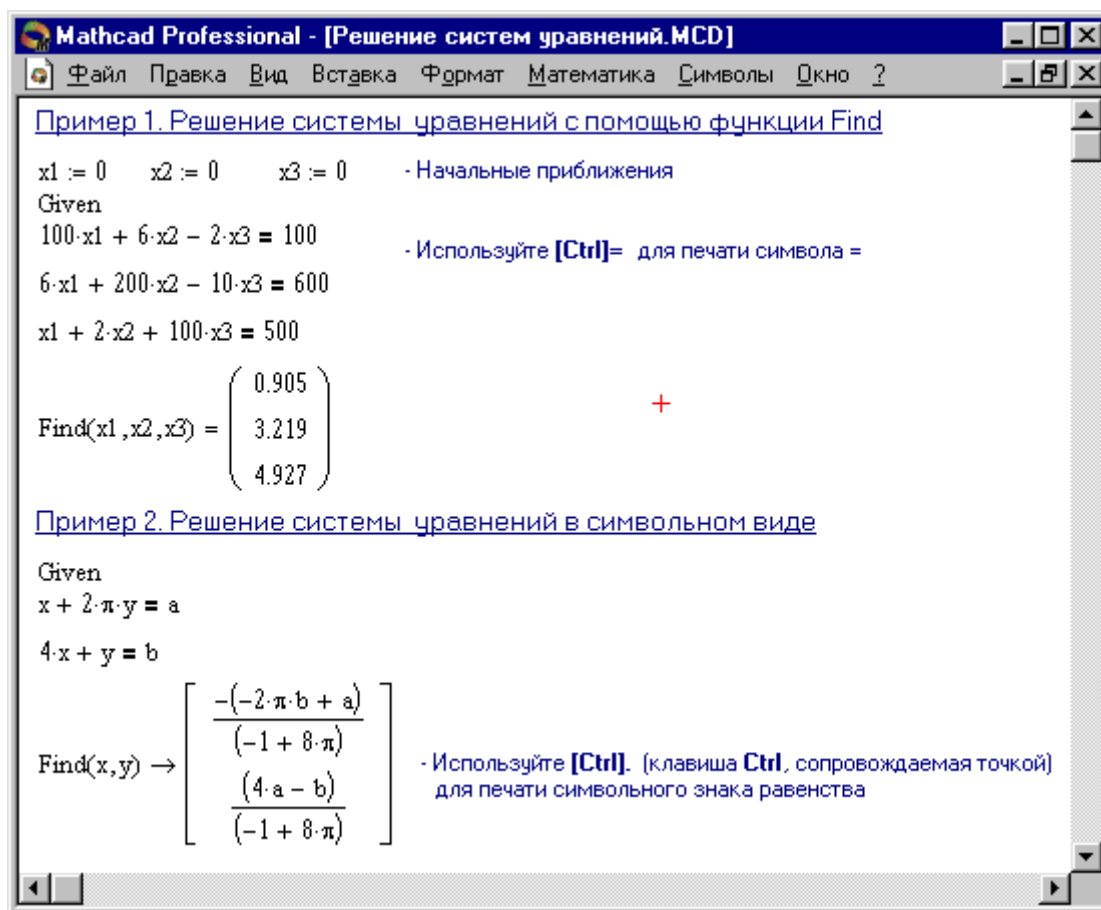 Mathcad Professional - [Решение систем уравнений.MCD]
Файл Правка Вид Вставка Формат Математика Символы Окно ?
Пример 1. Решение системы уравнений с помощью функции Find
x1 := 0 x2 := 0 x3 := 0 - Начальные приближения
Given
100·x1 + 6·x2 − 2·x3 = 100
- Используйте [Ctrl]= для печати символа =
6·x1 + 200·x2 − 10·x3 = 600
x1 + 2·x2 + 100·x3 = 500
0.905
Find(x1,x2,x3) = 3.219
4.927
Пример 2. Решение системы уравнений в символьном виде
Given
x + 2·π·y = a
4·x + y = b
-(-2·π·b + a)
(-1 + 8·π)
Find(x,y) →
- Используйте [Ctrl]. (клавиша Ctrl, сопровождаемая точкой)
(4·a − b)
для печати символьного знака равенства
(-1 + 8·π)